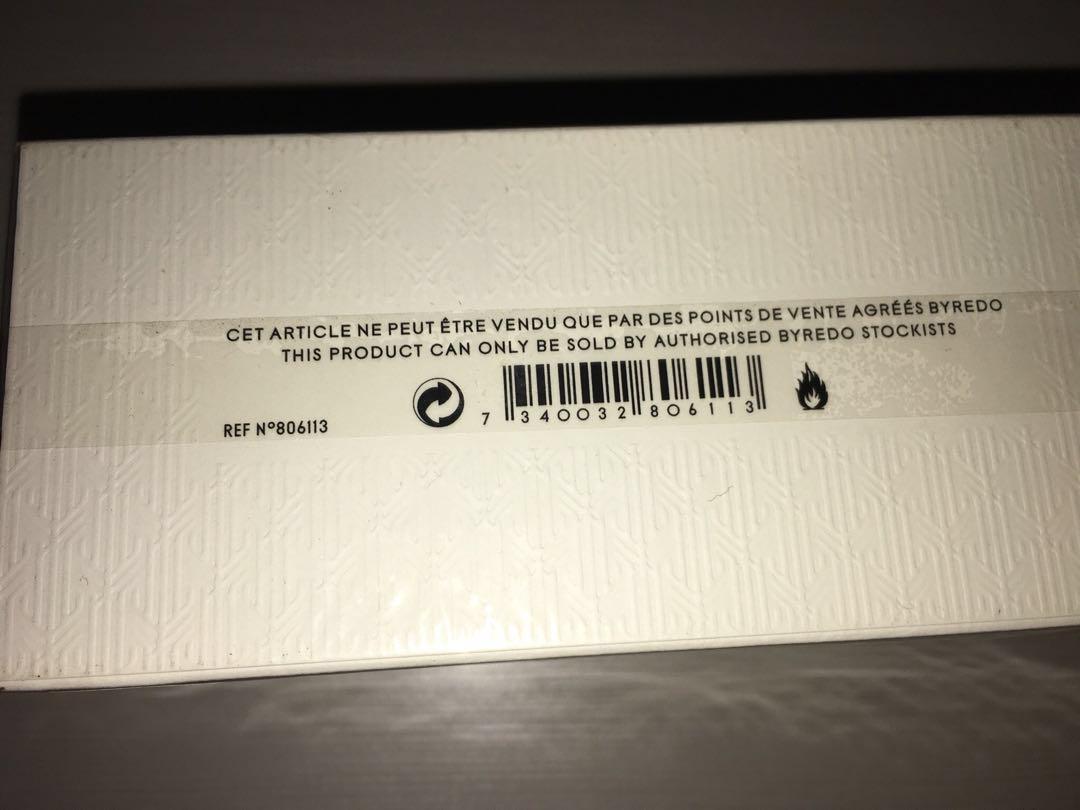 CET ARTICLE NE PEUT ÊTRE VENDU QUE PAR DES POINTS DE VENTE AGRÉÉS BYREDO
THIS PRODUCT CAN ONLY BE SOLD BY AUTHORISED BYREDO STOCKISTS
7 340032 806113
REF Nº806113